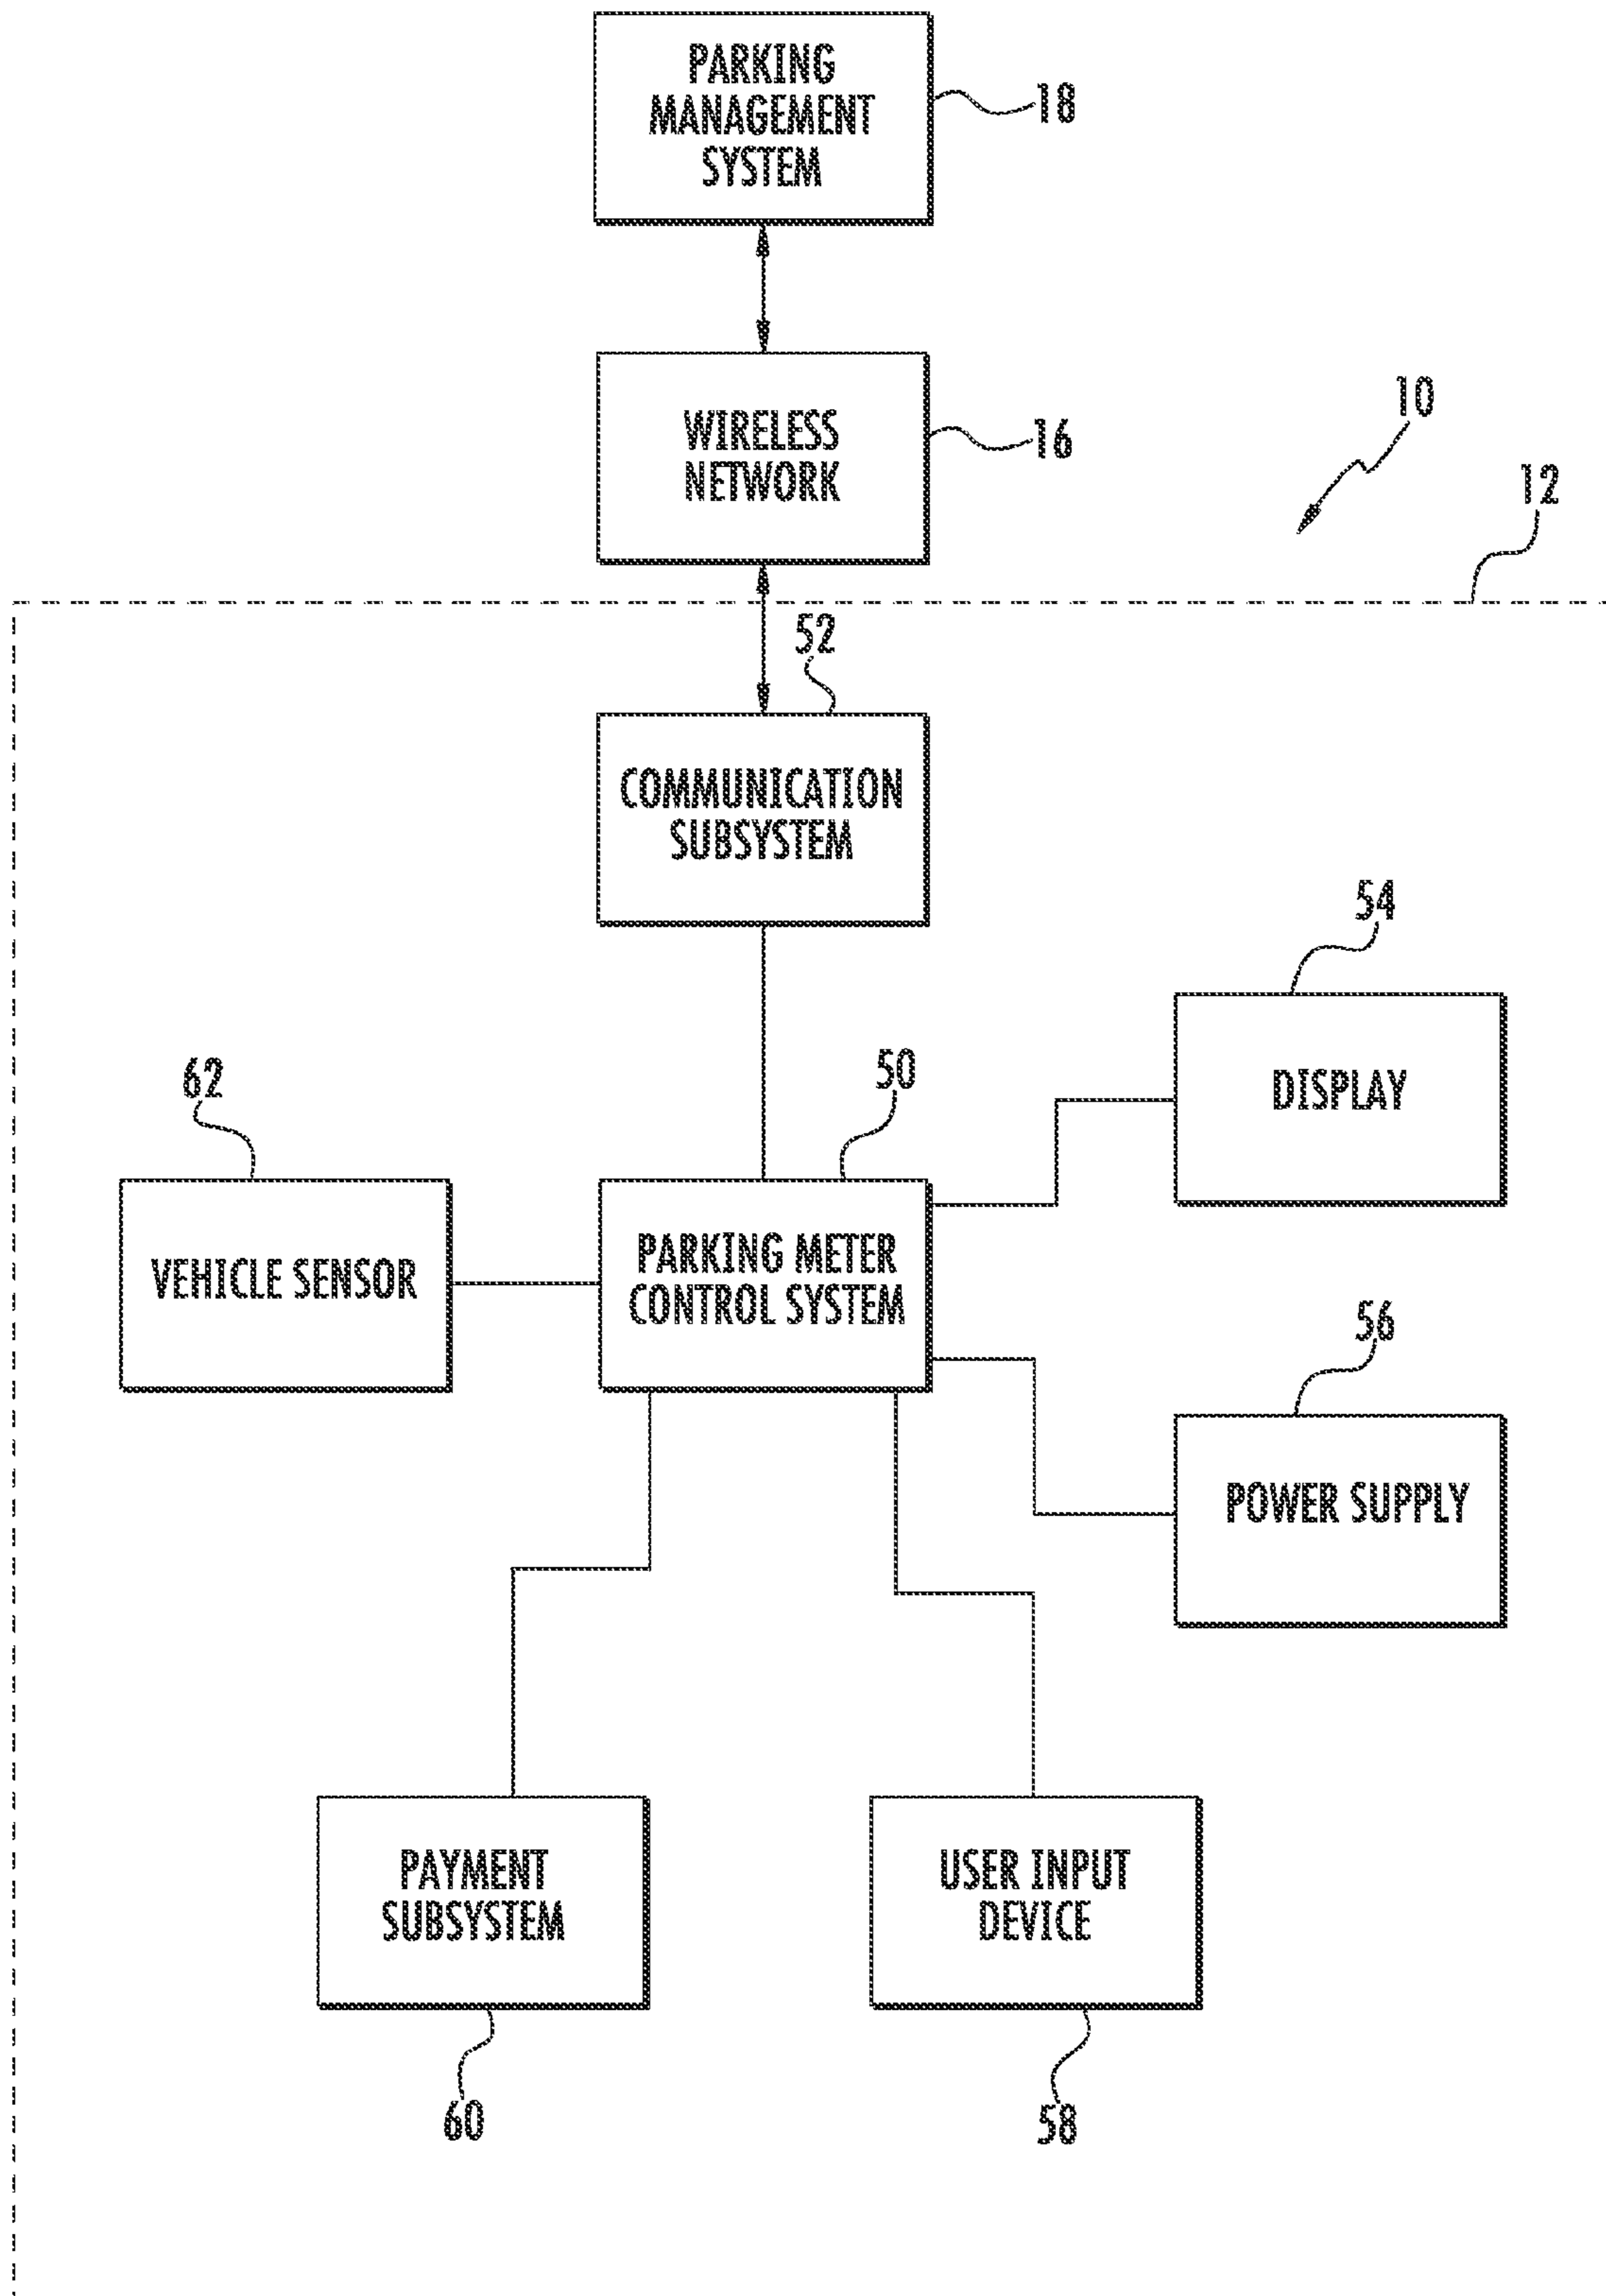 PARKING
MANAGEMENT
SYSTEM
18
WIRELESS
NETWORK
16
10
12
52
COMMUNICATION
SUBSYSTEM
54
DISPLAY
62
50
VEHICLE SENSOR
PARKING METER
CONTROL SYSTEM
56
POWER SUPPLY
PAYMENT
SUBSYSTEM
USER INPUT
DEVICE
60
58